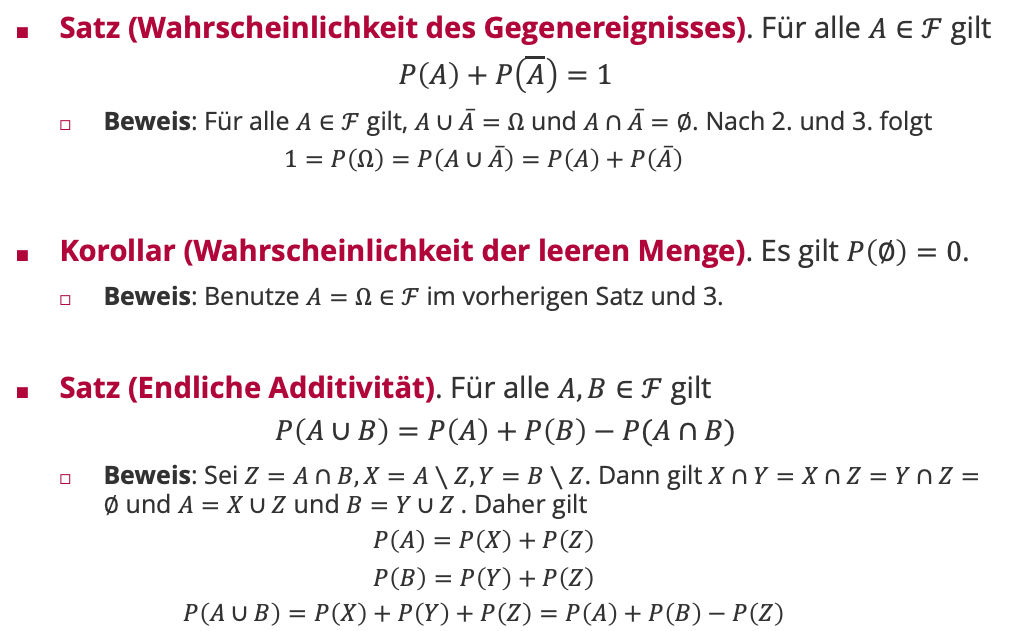 Satz (Wahrscheinlichkeit des Gegenereignisses). Für alle A ∈ ℱ gilt
P(A) + P(A̅) = 1
Beweis: Für alle A ∈ ℱ gilt, A ∪ Ā = Ω und A ∩ Ā = ∅. Nach 2. und 3. folgt
1 = P(Ω) = P(A ∪ Ā) = P(A) + P(Ā)
Korollar (Wahrscheinlichkeit der leeren Menge). Es gilt P(∅) = 0.
Beweis: Benutze A = Ω ∈ ℱ im vorherigen Satz und 3.
Satz (Endliche Additivität). Für alle A, B ∈ ℱ gilt
P(A ∪ B) = P(A) + P(B) − P(A ∩ B)
Beweis: Sei Z = A ∩ B, X = A \ Z, Y = B \ Z. Dann gilt X ∩ Y = X ∩ Z = Y ∩ Z =
∅ und A = X ∪ Z und B = Y ∪ Z . Daher gilt
P(A) = P(X) + P(Z)
P(B) = P(Y) + P(Z)
P(A ∪ B) = P(X) + P(Y) + P(Z) = P(A) + P(B) − P(Z)